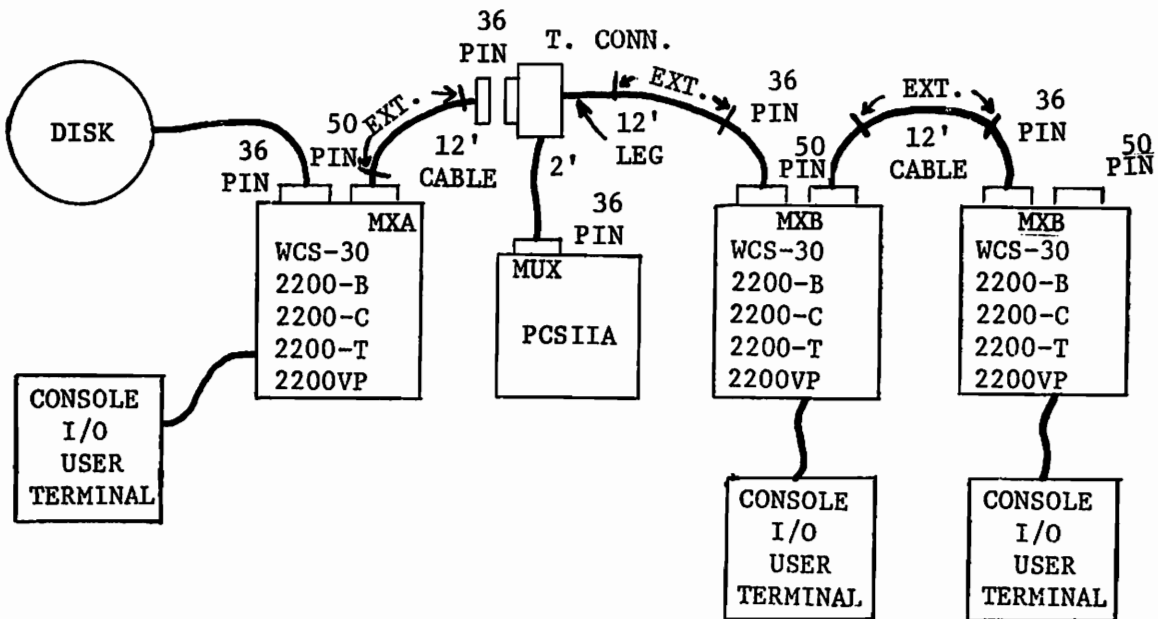 DISK
36
PIN
50
PIN
EXT.
12'
CABLE
36
PIN
T. CONN.
EXT.
12'
LEG
2'
36
PIN
36
PIN
50
PIN
EXT.
12'
CABLE
36
PIN
50
PIN
MXA
WCS-30
2200-B
2200-C
2200-T
2200VP
MUX
PCSIIA
MXB
WCS-30
2200-B
2200-C
2200-T
2200VP
MXB
WCS-30
2200-B
2200-C
2200-T
2200VP
CONSOLE
I/O
USER
TERMINAL
CONSOLE
I/O
USER
TERMINAL
CONSOLE
I/O
USER
TERMINAL